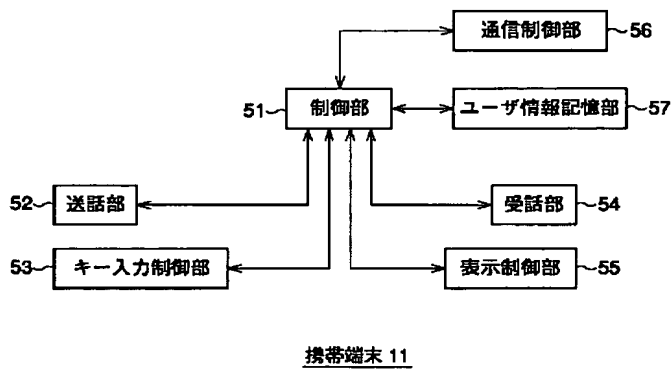 通信制御部 56
51 制御部
ユーザ情報記憶部 57
52 送話部
受話部 54
53 キー入力制御部
表示制御部 55
携帯端末 11